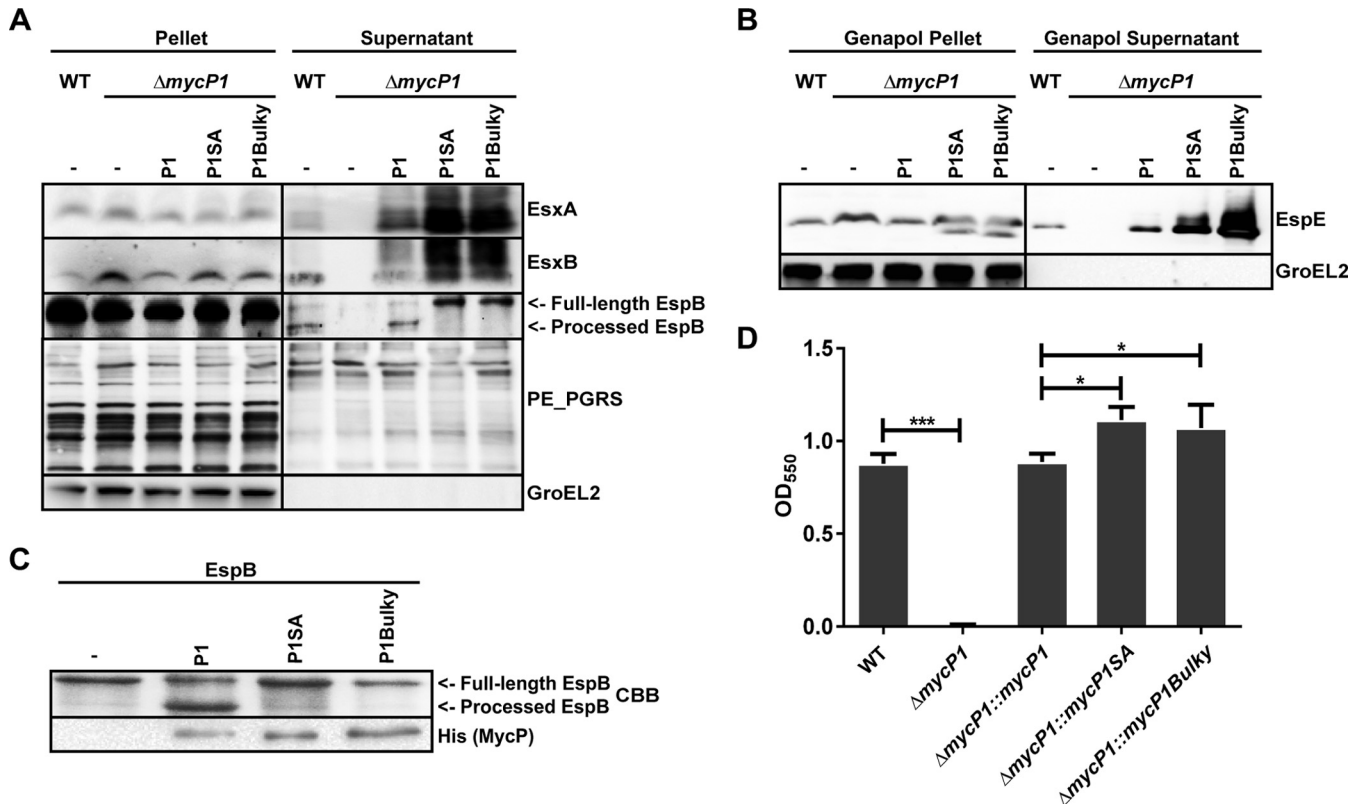 A
Pellet
Supernatant
WT
ΔmycP1
WT
ΔmycP1
-
-
P1
P1SA
P1Bulky
-
-
P1
P1SA
P1Bulky
EsxA
EsxB
<- Full-length EspB
<- Processed EspB
PE_PGRS
GroEL2
B
Genapol Pellet
Genapol Supernatant
WT
ΔmycP1
WT
ΔmycP1
-
-
P1
P1SA
P1Bulky
-
-
P1
P1SA
P1Bulky
EspE
GroEL2
C
EspB
-
P1
P1SA
P1Bulky
<- Full-length EspB
<- Processed EspB
CBB
His (MycP)
D
OD550
1.5
1.0
0.5
0.0
***
*
*
WT
ΔmycP1
ΔmycP1::mycP1
ΔmycP1::mycP1SA
ΔmycP1::mycP1Bulky